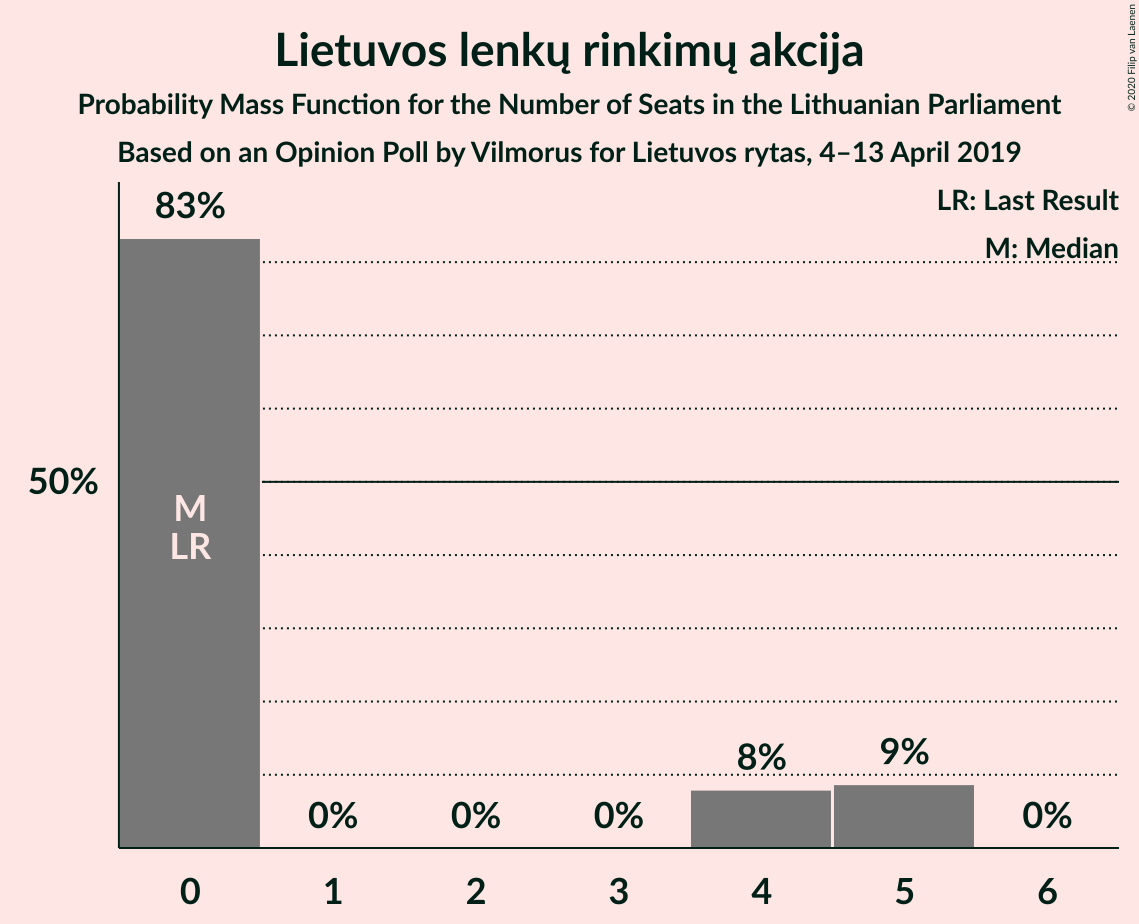 Lietuvos lenkų rinkimų akcija
Probability Mass Function for the Number of Seats in the Lithuanian Parliament
Based on an Opinion Poll by Vilmorus for Lietuvos rytas, 4–13 April 2019
© 2020 Filip van Laenen
LR: Last Result
M: Median
83%
50%
M
LR
0%
0%
0%
8%
9%
0%
0
1
2
3
4
5
6